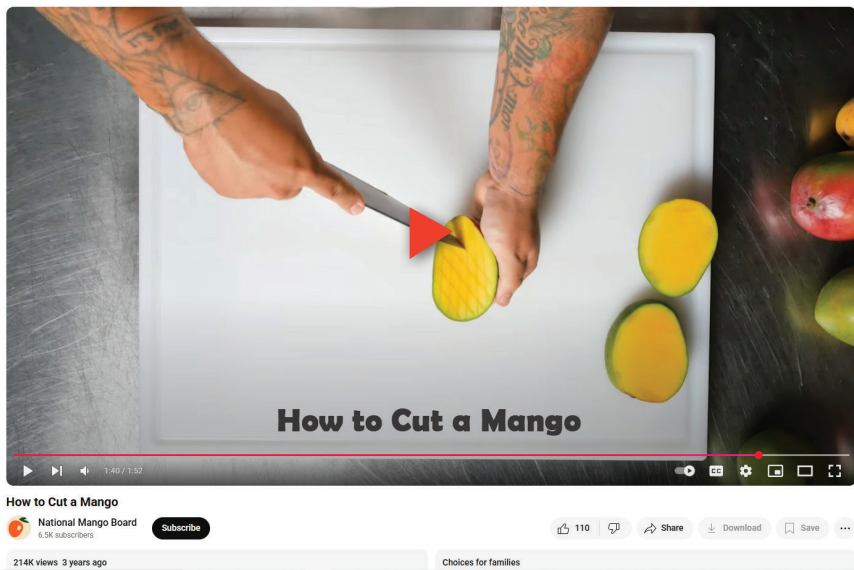 How to Cut a Mango
1:40 / 1:52
CC
How to Cut a Mango
National Mango Board
6.5K subscribers
Subscribe
110
Share
Download
Save
214K views 3 years ago
Choices for families